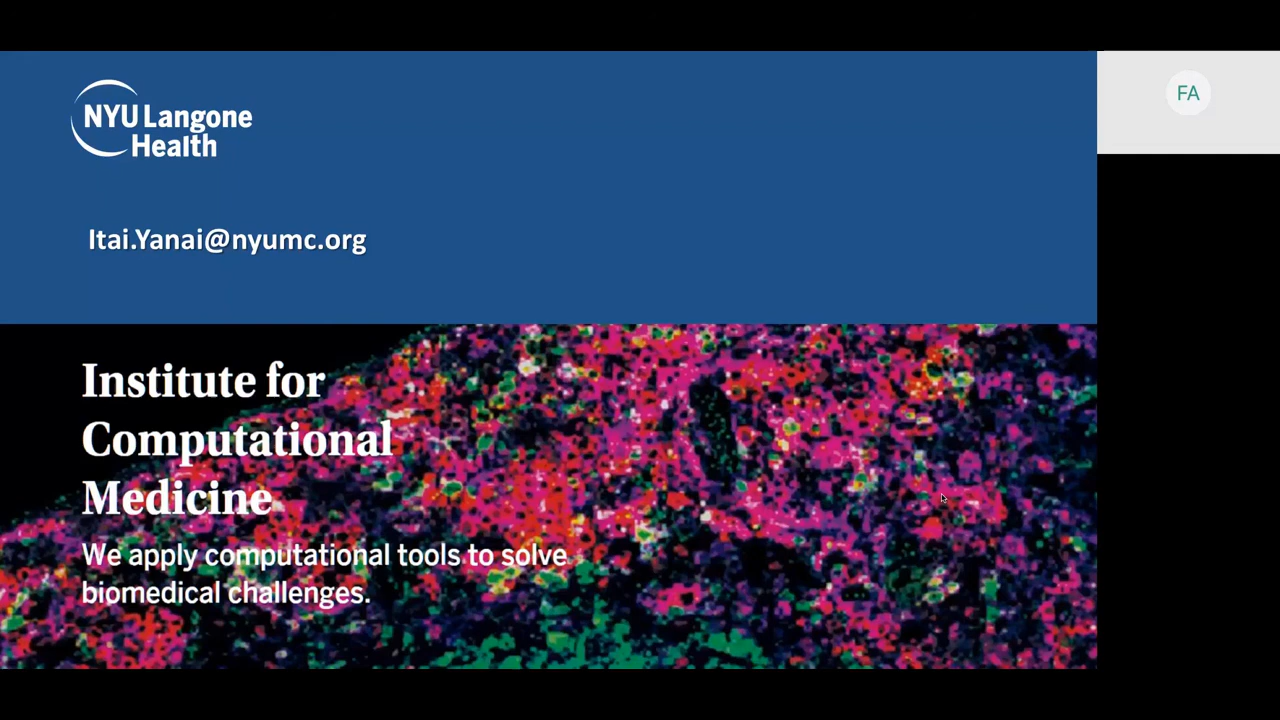 NYU Langone
Health
FA
Itai.Yanai@nyumc.org
Institute for
Computational
Medicine
We apply computational tools to solve
biomedical challenges.